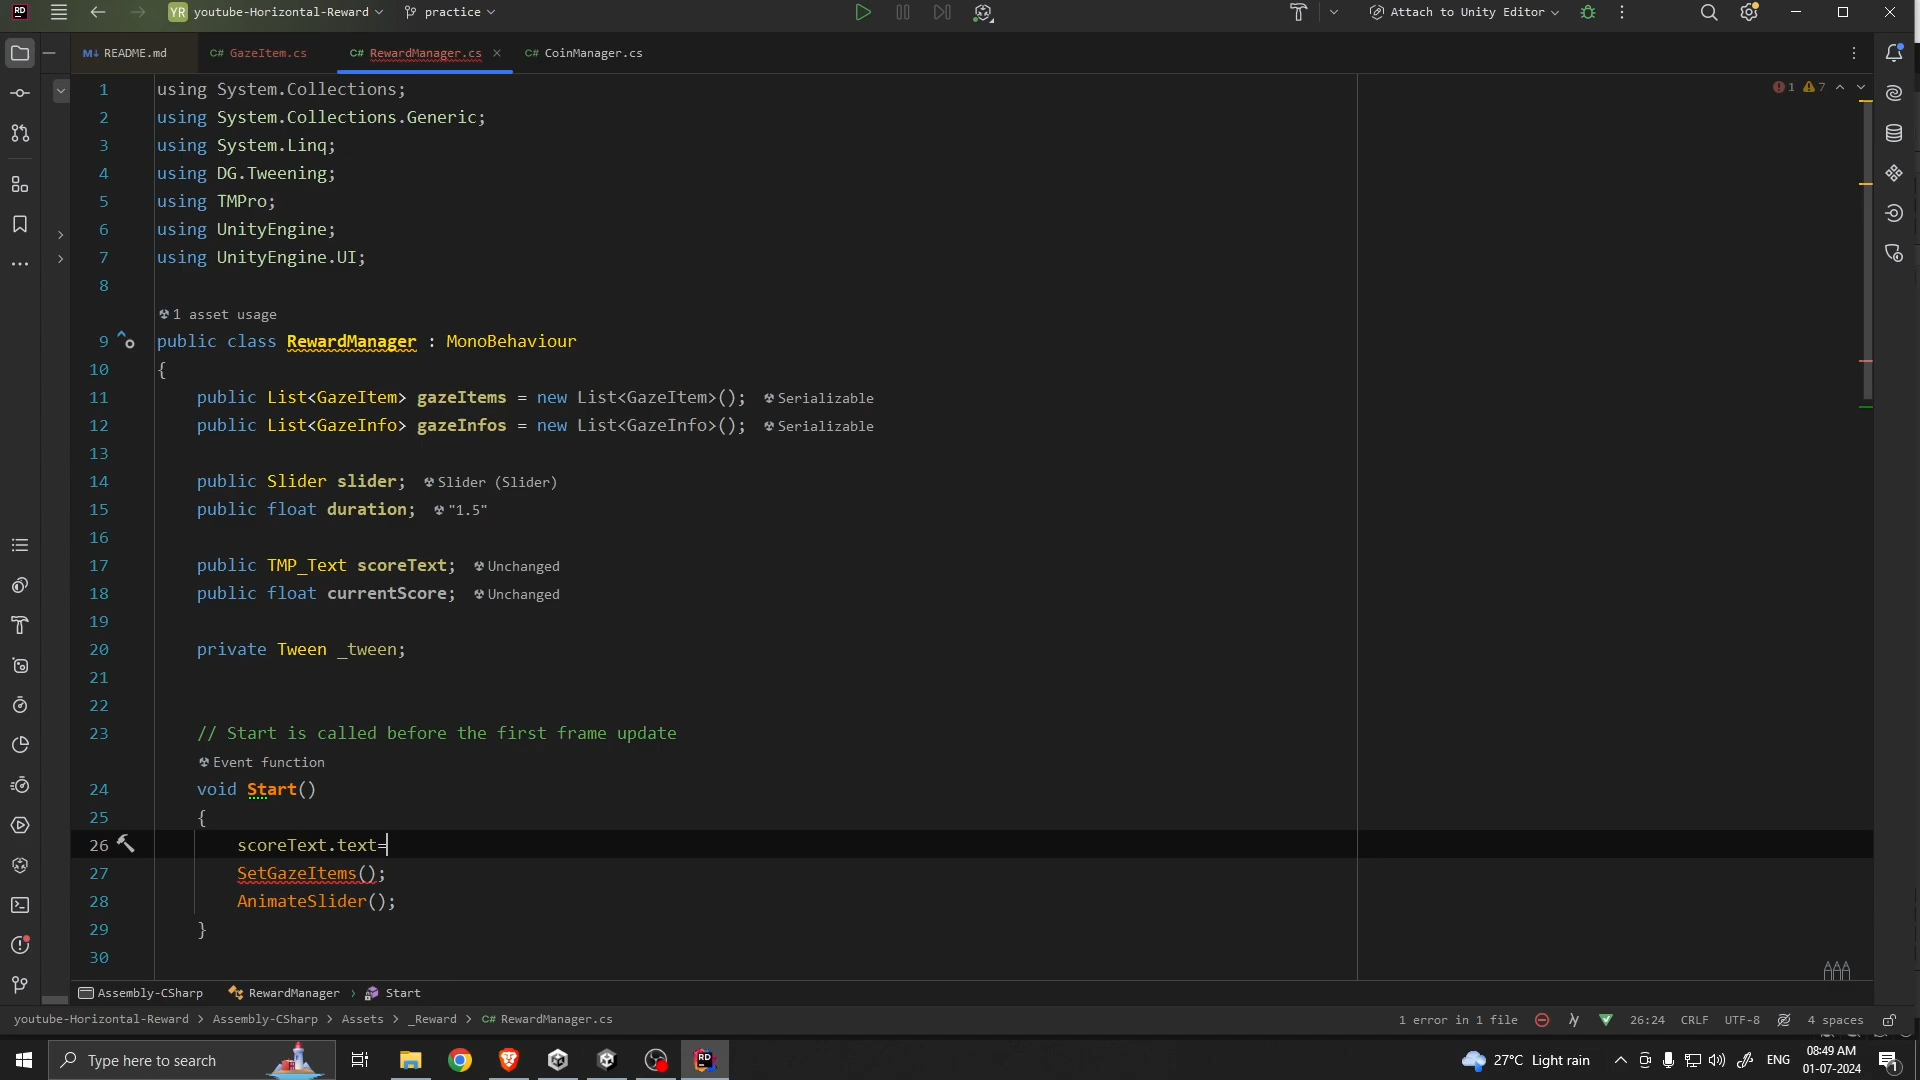 RD YR youtube-Horizontal-Reward practice Attach to Unity Editor
M↓ README.md C# GazeItem.cs C# RewardManager.cs C# CoinManager.cs
1 using System.Collections; 1 7
2 using System.Collections.Generic;
3 using System.Linq;
4 using DG.Tweening;
5 using TMPro;
6 using UnityEngine;
7 using UnityEngine.UI;
8
1 asset usage
9 public class RewardManager : MonoBehaviour
10 {
11 public List<GazeItem> gazeItems = new List<GazeItem>(); Serializable
12 public List<GazeInfo> gazeInfos = new List<GazeInfo>(); Serializable
13
14 public Slider slider; Slider (Slider)
15 public float duration; "1.5"
16
17 public TMP_Text scoreText; Unchanged
18 public float currentScore; Unchanged
19
20 private Tween _tween;
21
22
23 // Start is called before the first frame update
Event function
24 void Start()
25 {
26 scoreText.text=
27 SetGazeItems();
28 AnimateSlider();
29 }
30
Assembly-CSharp RewardManager › Start
youtube-Horizontal-Reward > Assembly-CSharp > Assets > _Reward > C# RewardManager.cs 1 error in 1 file 26:24 CRLF UTF-8 4 spaces
Type here to search RD 27°C Light rain ENG 08:49 AM
01-07-2024 1